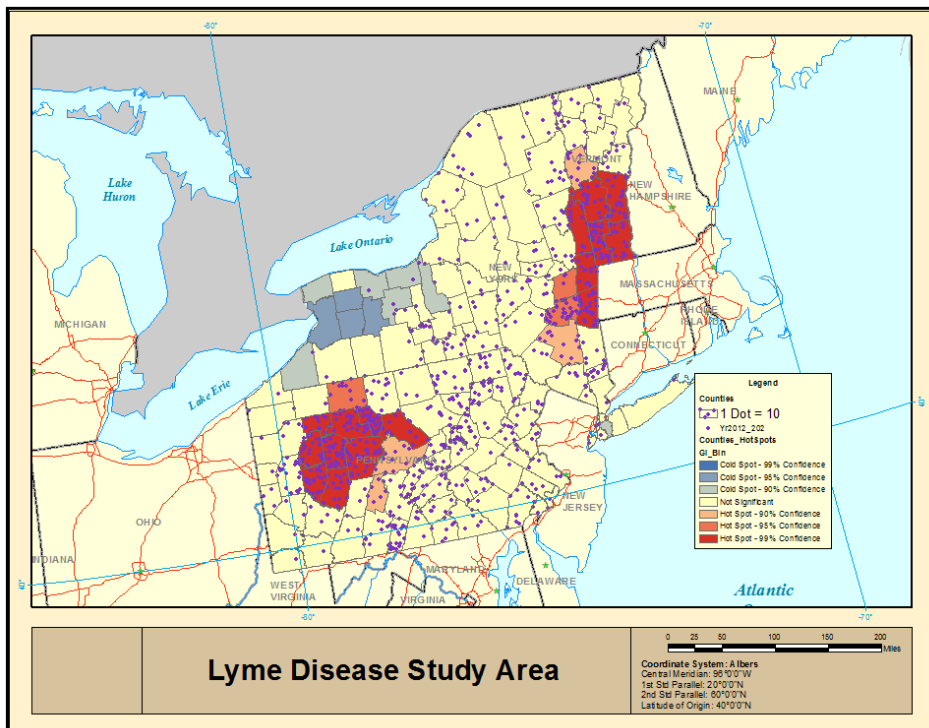 -80°
-70°
MAINE
Lake
Huron
VERMONT
NEW
HAMPSHIRE
Lake Ontario
NEW
YORK
MASSACHUSETTS
RHODE
ISLAND
MICHIGAN
CONNECTICUT
Lake Erie
PENNSYLVANIA
NEW
JERSEY
OHIO
INDIANA
MARYLAND
DELAWARE
WEST
VIRGINIA
VIRGINIA
Atlantic
40°
40°
-80°
-70°
Legend
Counties
1 Dot = 10
Yr2012_202
Counties_HotSpots
Gi_Bin
Cold Spot - 99% Confidence
Cold Spot - 95% Confidence
Cold Spot - 90% Confidence
Not Significant
Hot Spot - 90% Confidence
Hot Spot - 95% Confidence
Hot Spot - 99% Confidence
Lyme Disease Study Area
0 25 50 100 150 200
Miles
Coordinate System: Albers
Central Meridian: 96°0'0"W
1st Std Parallel: 20°0'0"N
2nd Std Parallel: 60°0'0"N
Latitude of Origin: 40°0'0"N